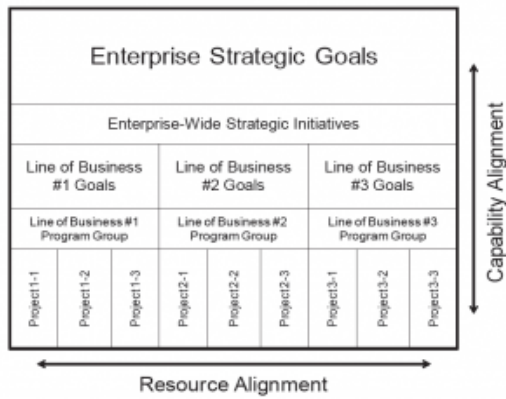 Enterprise Strategic Goals
Enterprise-Wide Strategic Initiatives
Line of Business
#1 Goals
Line of Business
#2 Goals
Line of Business
#3 Goals
Line of Business #1
Program Group
Line of Business #2
Program Group
Line of Business #3
Program Group
Project1-1
Project1-2
Project1-3
Project2-1
Project2-2
Project2-3
Project3-1
Project3-2
Project3-3
Capability Alignment
Resource Alignment